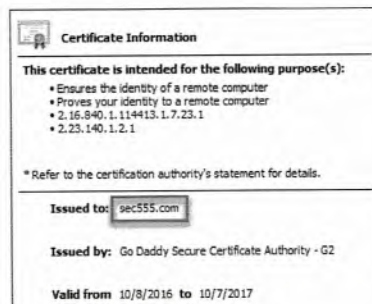 Certificate Information
This certificate is intended for the following purpose(s):
• Ensures the identity of a remote computer
• Proves your identity to a remote computer
• 2.16.840.1.114413.1.7.23.1
• 2.23.140.1.2.1
* Refer to the certification authority's statement for details.
Issued to: sec555.com
Issued by: Go Daddy Secure Certificate Authority - G2
Valid from 10/8/2016 to 10/7/2017